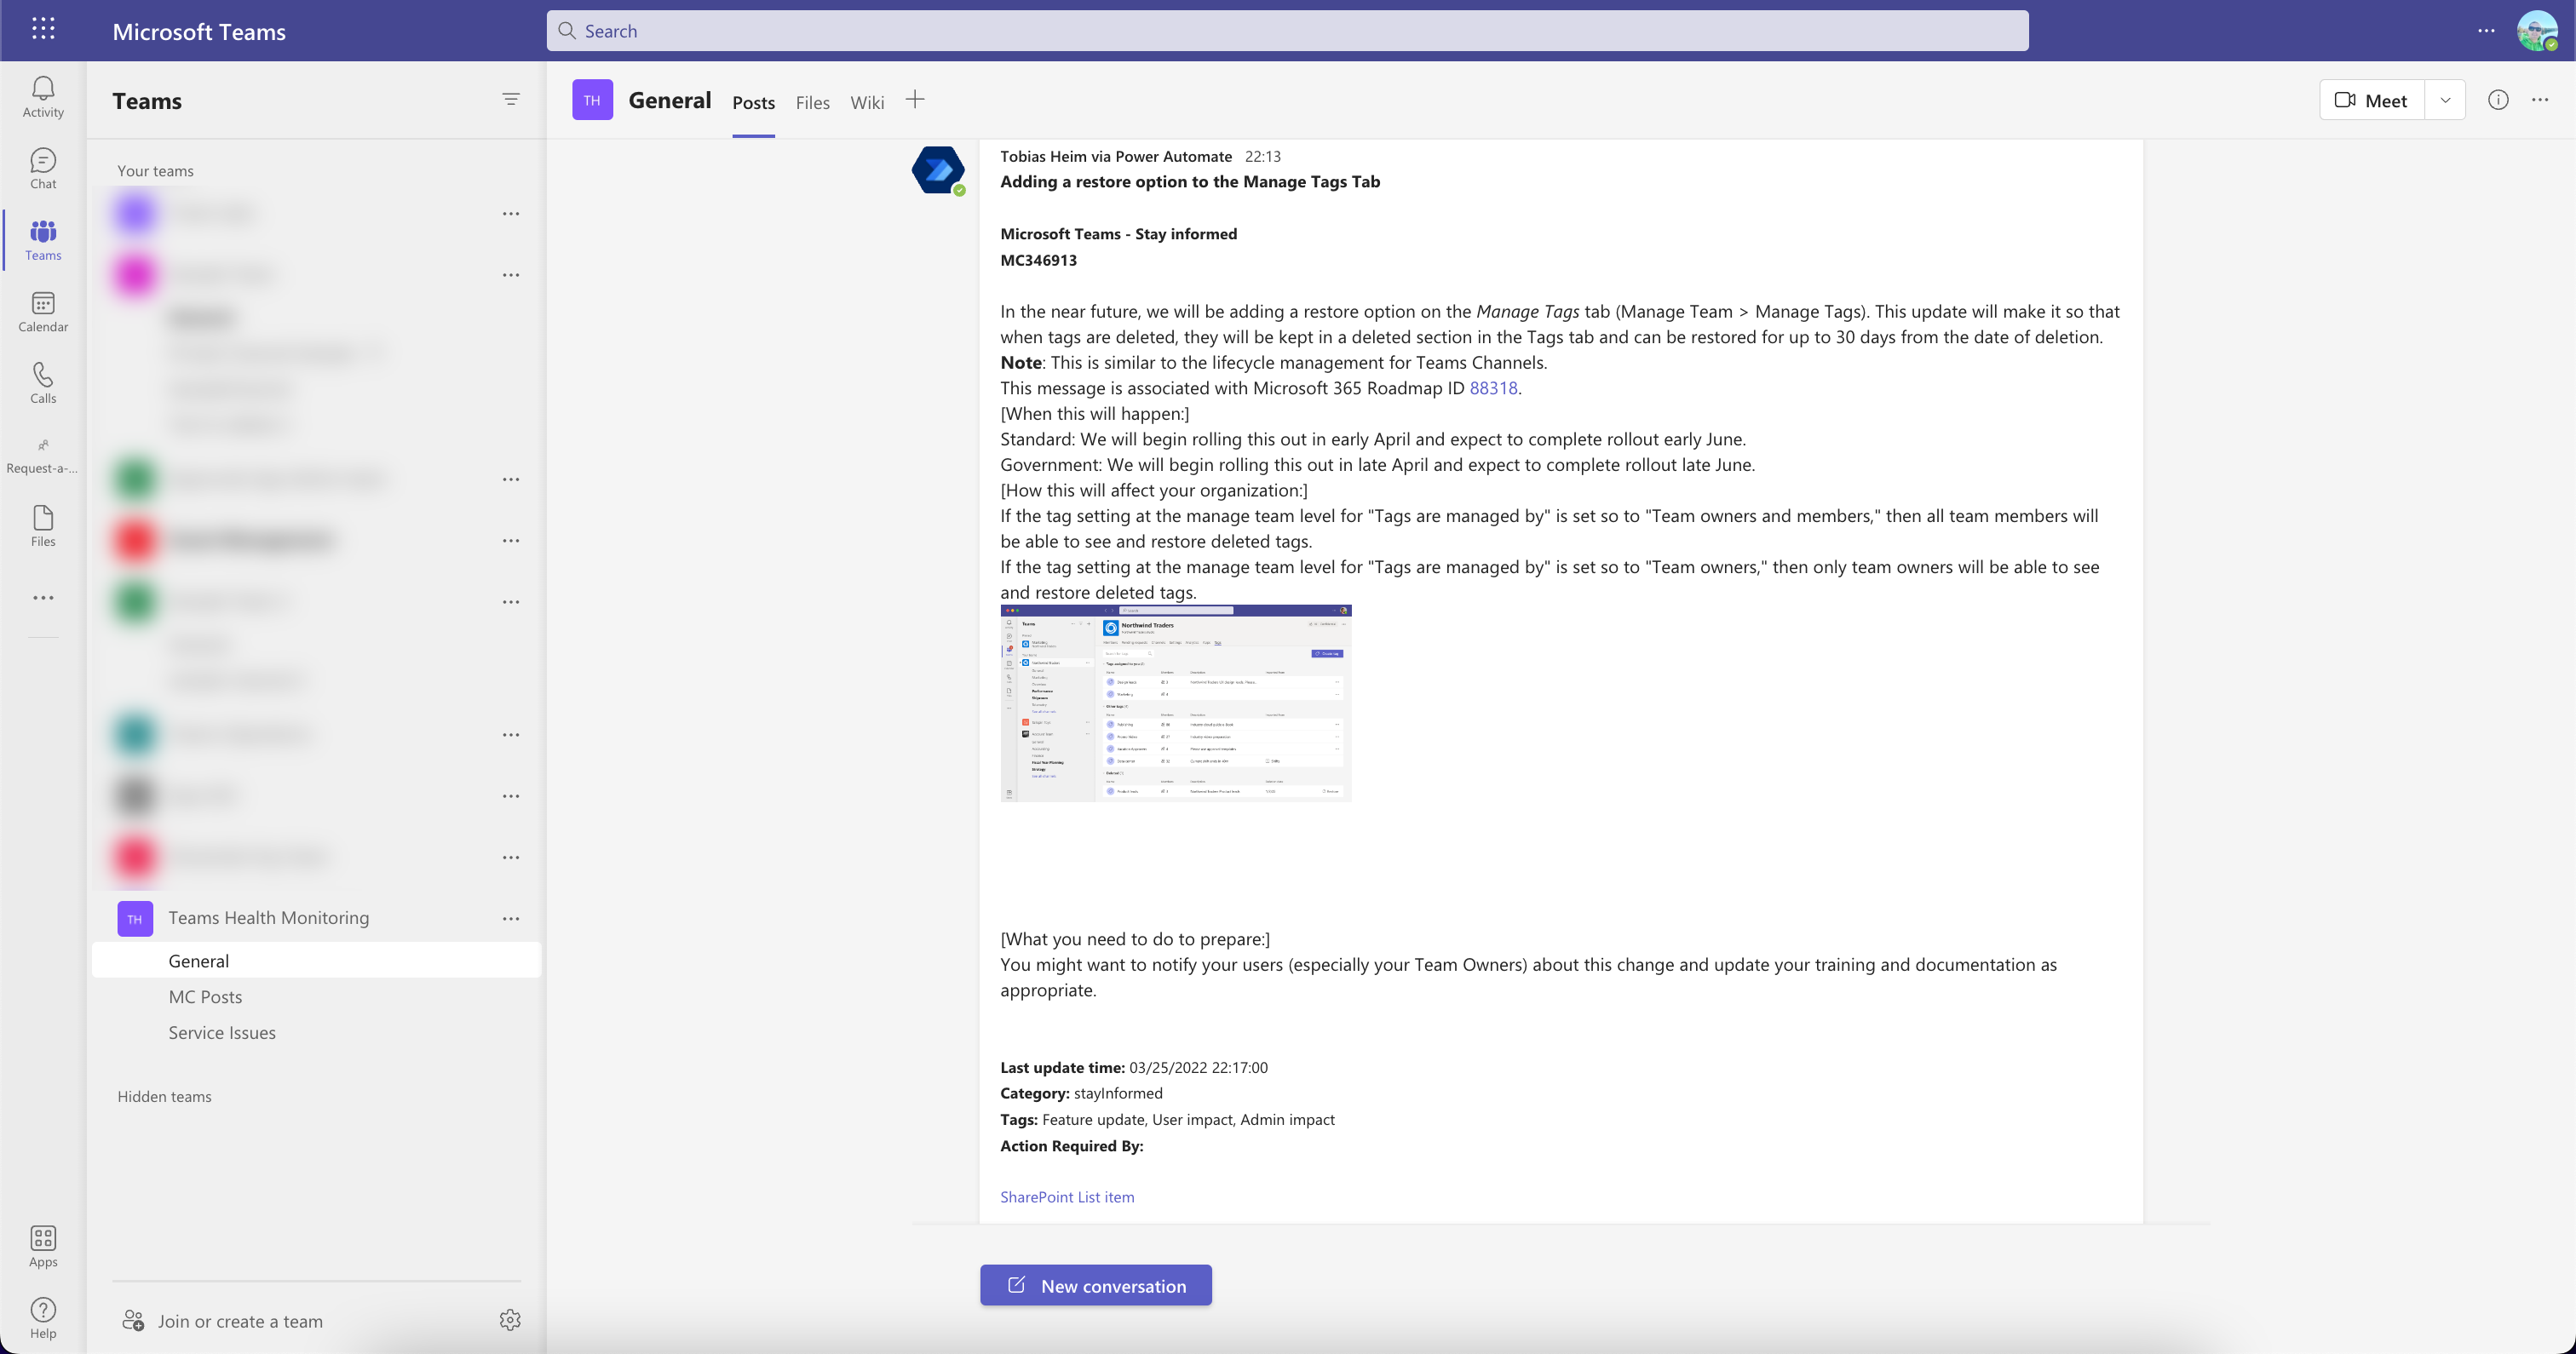 Microsoft Teams
Search
Activity
Chat
Teams
Calendar
Calls
Request-a-...
Files
Apps
Help
Teams
Your teams
TH Teams Health Monitoring
General
MC Posts
Service Issues
Hidden teams
Join or create a team
TH General Posts Files Wiki
Meet
Tobias Heim via Power Automate 22:13
Adding a restore option to the Manage Tags Tab
Microsoft Teams - Stay informed
MC346913
In the near future, we will be adding a restore option on the Manage Tags tab (Manage Team > Manage Tags). This update will make it so that
when tags are deleted, they will be kept in a deleted section in the Tags tab and can be restored for up to 30 days from the date of deletion.
Note: This is similar to the lifecycle management for Teams Channels.
This message is associated with Microsoft 365 Roadmap ID 88318.
[When this will happen:]
Standard: We will begin rolling this out in early April and expect to complete rollout early June.
Government: We will begin rolling this out in late April and expect to complete rollout late June.
[How this will affect your organization:]
If the tag setting at the manage team level for "Tags are managed by" is set so to "Team owners and members," then all team members will
be able to see and restore deleted tags.
If the tag setting at the manage team level for "Tags are managed by" is set so to "Team owners," then only team owners will be able to see
and restore deleted tags.
Teams
Northwind Traders
[What you need to do to prepare:]
You might want to notify your users (especially your Team Owners) about this change and update your training and documentation as
appropriate.
Last update time: 03/25/2022 22:17:00
Category: stayInformed
Tags: Feature update, User impact, Admin impact
Action Required By:
SharePoint List item
New conversation